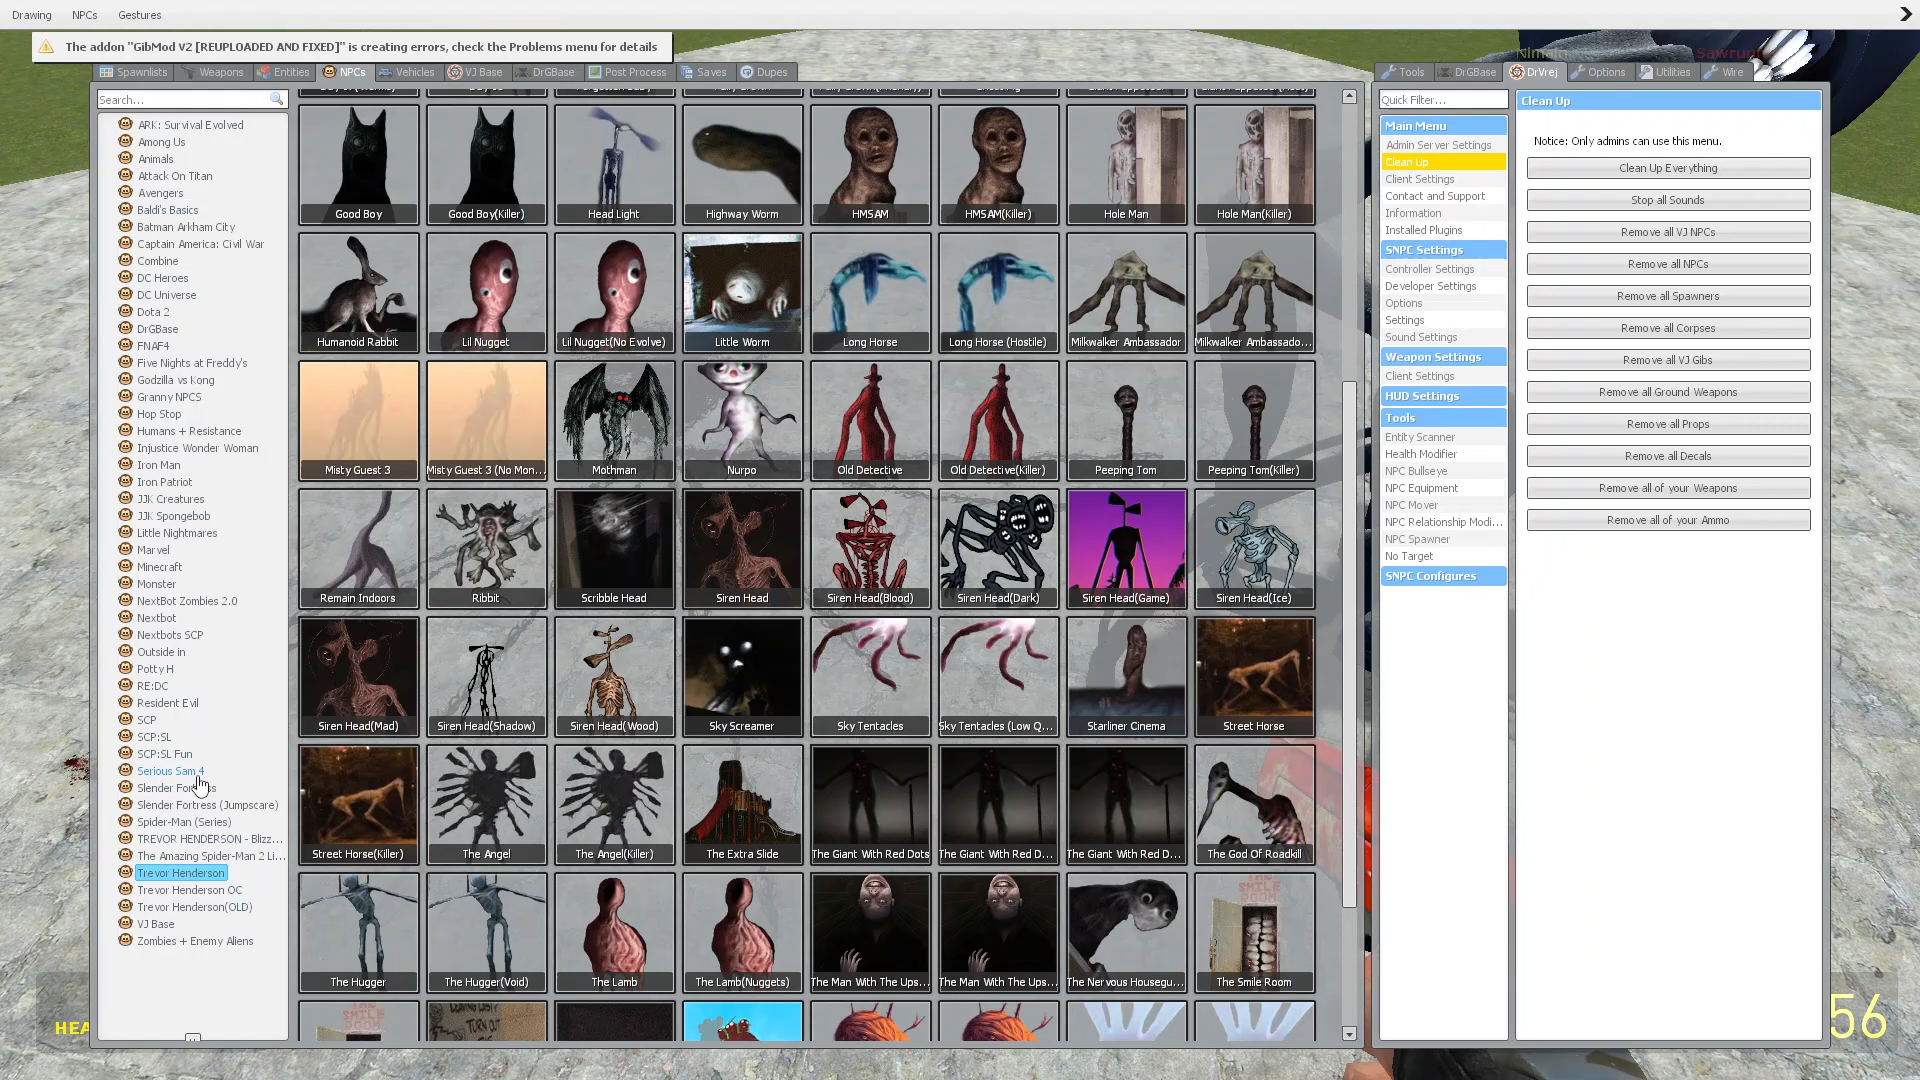 Drawing NPCs Gestures
The addon "GibMod V2 [REUPLOADED AND FIXED]" is creating errors, check the Problems menu for details
Spawnlists Weapons Entities NPCs Vehicles VJ Base DrGBase Post Process Saves Dupes
Tools DrGBase DrVrej Options Utilities Wire
Search...
ARK: Survival Evolved
Among Us
Animals
Attack On Titan
Avengers
Baldi's Basics
Batman Arkham City
Captain America: Civil War
Combine
DC Heroes
DC Universe
Dota 2
DrGBase
FNAF4
Five Nights at Freddy's
Godzilla vs Kong
Granny NPCS
Hop Stop
Humans + Resistance
Injustice Wonder Woman
Iron Man
Iron Patriot
JJK Creatures
JJK Spongebob
Little Nightmares
Marvel
Minecraft
Monster
NextBot Zombies 2.0
Nextbot
Nextbots SCP
Outside in
Potty H
RE:DC
Resident Evil
SCP
SCP:SL
SCP:SL Fun
Serious Sam 4
Slender Fortress
Slender Fortress (Jumpscare)
Spider-Man (Series)
TREVOR HENDERSON - Blizz...
The Amazing Spider-Man 2 Li...
Trevor Henderson
Trevor Henderson OC
Trevor Henderson(OLD)
VJ Base
Zombies + Enemy Aliens
Good Boy Good Boy(Killer) Head Light Highway Worm HMSAM HMSAM(Killer) Hole Man Hole Man(Killer)
Humanoid Rabbit Lil Nugget Lil Nugget(No Evolve) Little Worm Long Horse Long Horse (Hostile) Milkwalker Ambassador Milkwalker Ambassado...
Misty Guest 3 Misty Guest 3 (No Mon... Mothman Nurpo Old Detective Old Detective(Killer) Peeping Tom Peeping Tom(Killer)
Remain Indoors Ribbit Scribble Head Siren Head Siren Head(Blood) Siren Head(Dark) Siren Head(Game) Siren Head(Ice)
Siren Head(Mad) Siren Head(Shadow) Siren Head(Wood) Sky Screamer Sky Tentacles Sky Tentacles (Low Q... Starliner Cinema Street Horse
Street Horse(Killer) The Angel The Angel(Killer) The Extra Slide The Giant With Red Dots The Giant With Red D... The Giant With Red D... The God Of Roadkill
The Hugger The Hugger(Void) The Lamb The Lamb(Nuggets) The Man With The Ups... The Man With The Ups... The Nervous Housegu... The Smile Room
Quick Filter...
Main Menu
Admin Server Settings
Clean Up
Client Settings
Contact and Support
Information
Installed Plugins
SNPC Settings
Controller Settings
Developer Settings
Options
Settings
Sound Settings
Weapon Settings
Client Settings
HUD Settings
Tools
Entity Scanner
Health Modifier
NPC Bullseye
NPC Equipment
NPC Mover
NPC Relationship Modi...
NPC Spawner
No Target
SNPC Configures
Clean Up
Notice: Only admins can use this menu.
Clean Up Everything
Stop all Sounds
Remove all VJ NPCs
Remove all NPCs
Remove all Spawners
Remove all Corpses
Remove all VJ Gibs
Remove all Ground Weapons
Remove all Props
Remove all Decals
Remove all of your Weapons
Remove all of your Ammo
HEA
56